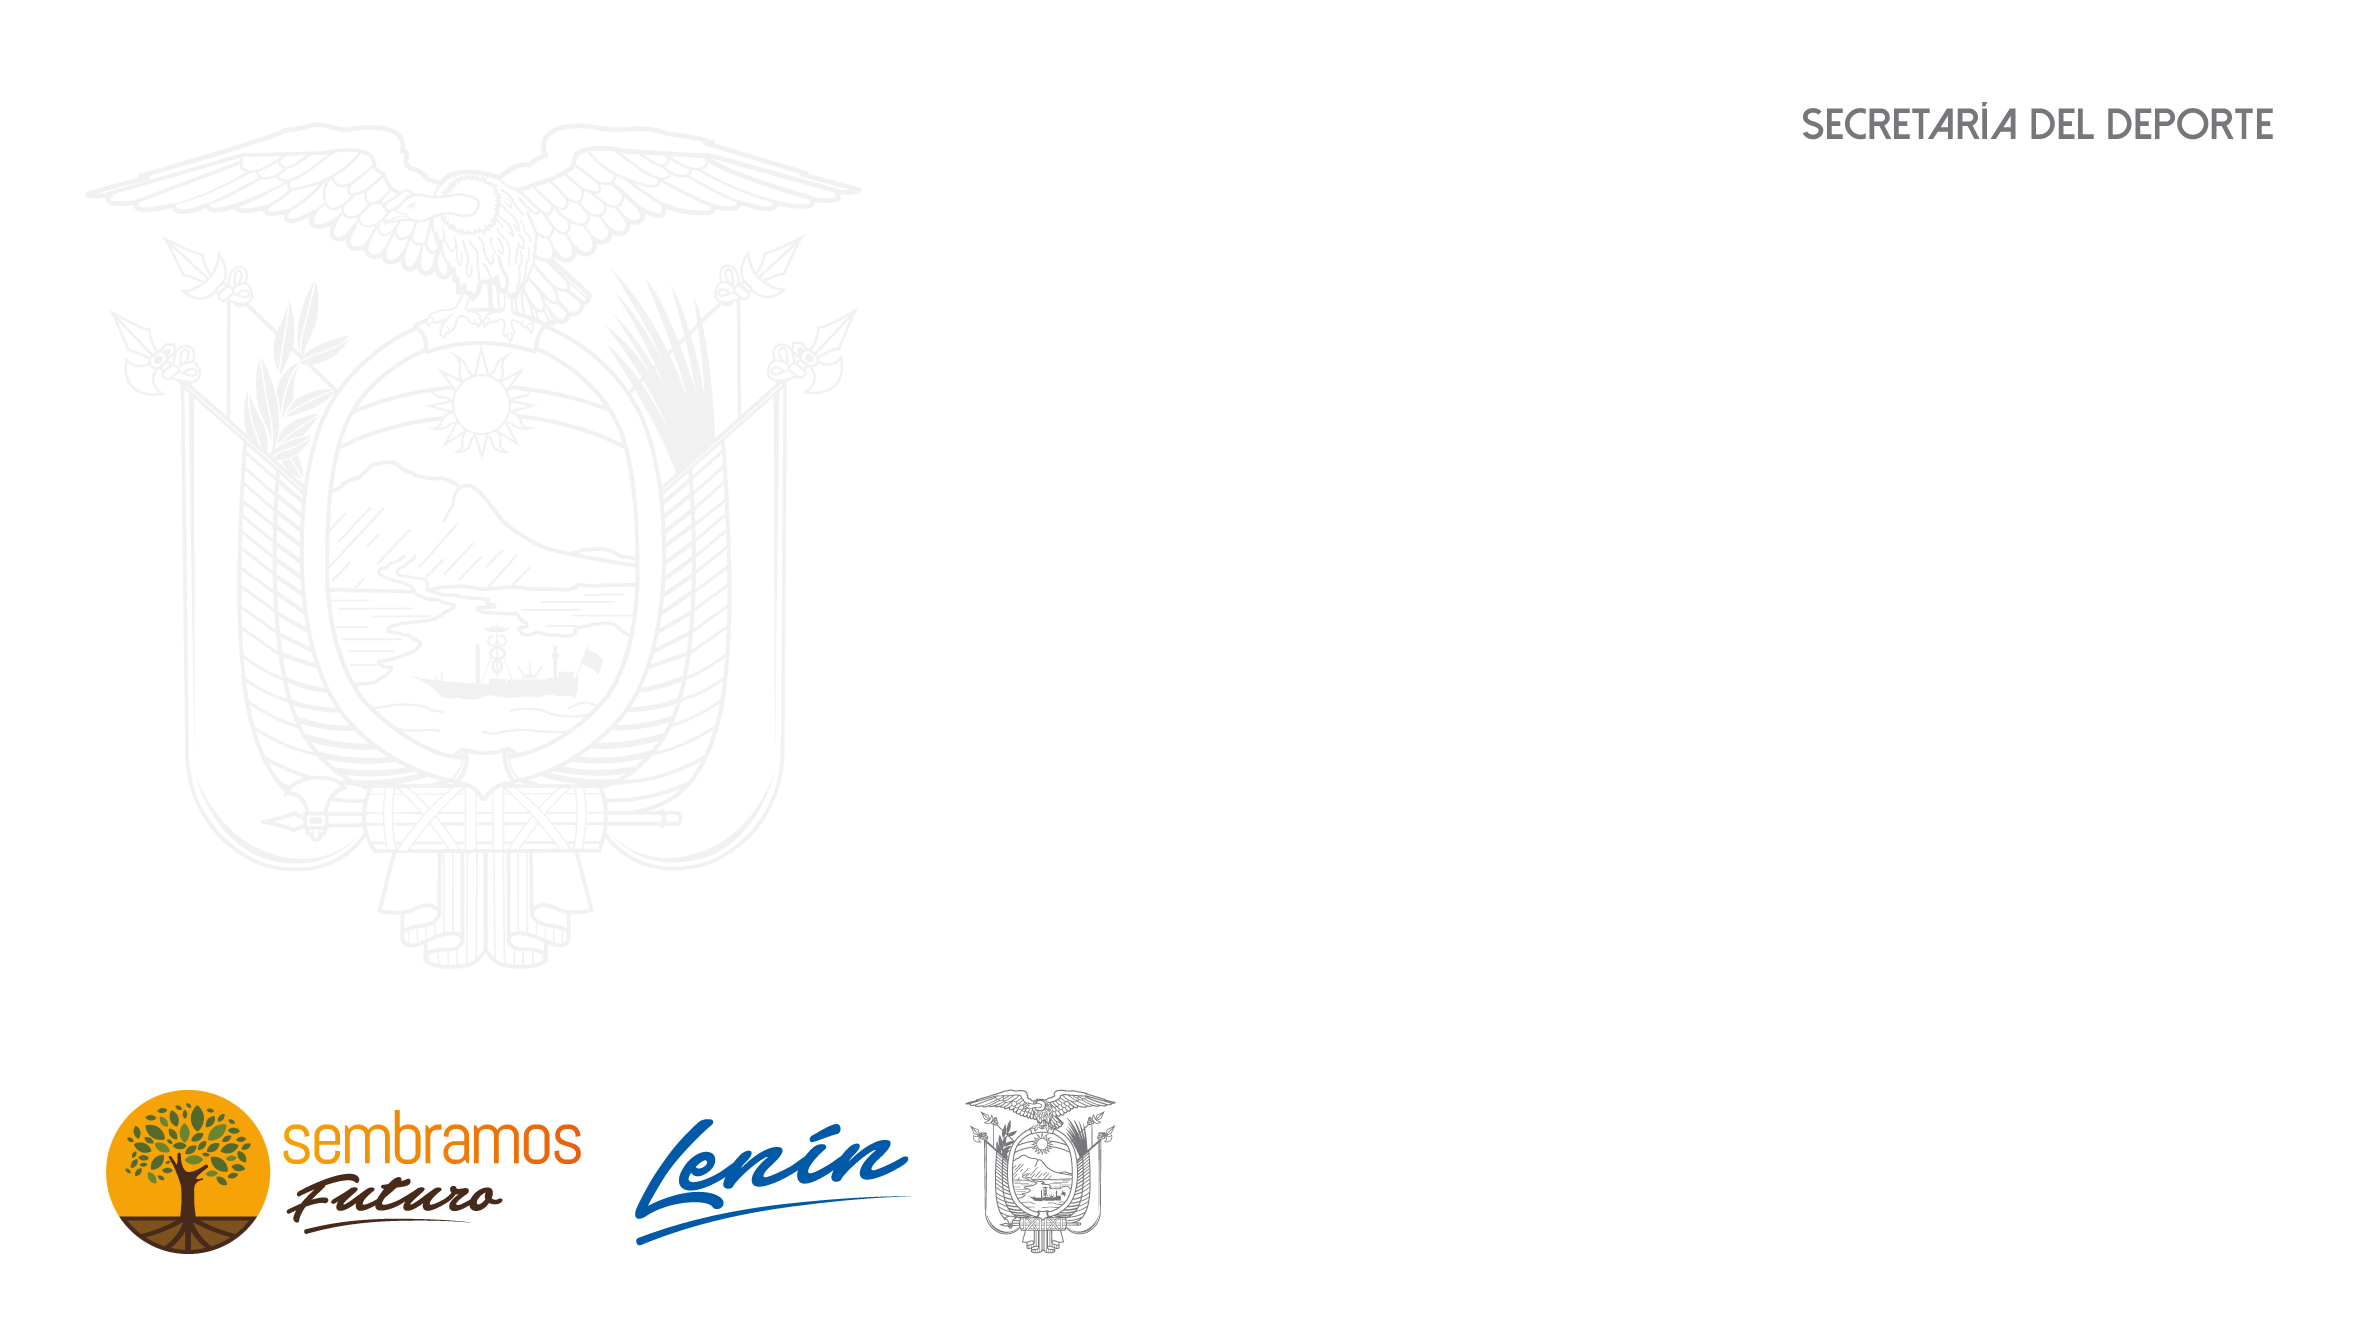 SECRETARÍA DEL DEPORTE
sembramos
Futuro
Lenín